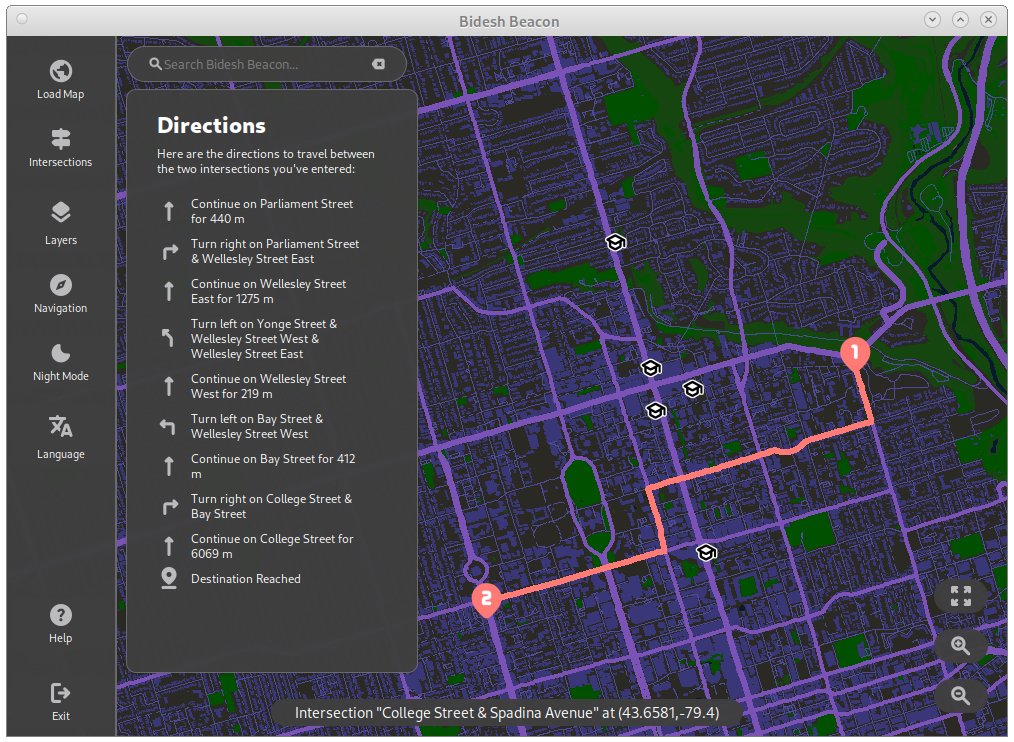 Bidesh Beacon
Load Map
Intersections
Layers
Navigation
Night Mode
Language
Help
Exit
Search Bidesh Beacon...
Directions
Here are the directions to travel between
the two intersections you've entered:
Continue on Parliament Street
for 440 m
Turn right on Parliament Street
& Wellesley Street East
Continue on Wellesley Street
East for 1275 m
Turn left on Yonge Street &
Wellesley Street West &
Wellesley Street East
Continue on Wellesley Street
West for 219 m
Turn left on Bay Street &
Wellesley Street West
Continue on Bay Street for 412
m
Turn right on College Street &
Bay Street
Continue on College Street for
6069 m
Destination Reached
1
2
Intersection "College Street & Spadina Avenue" at (43.6581,-79.4)